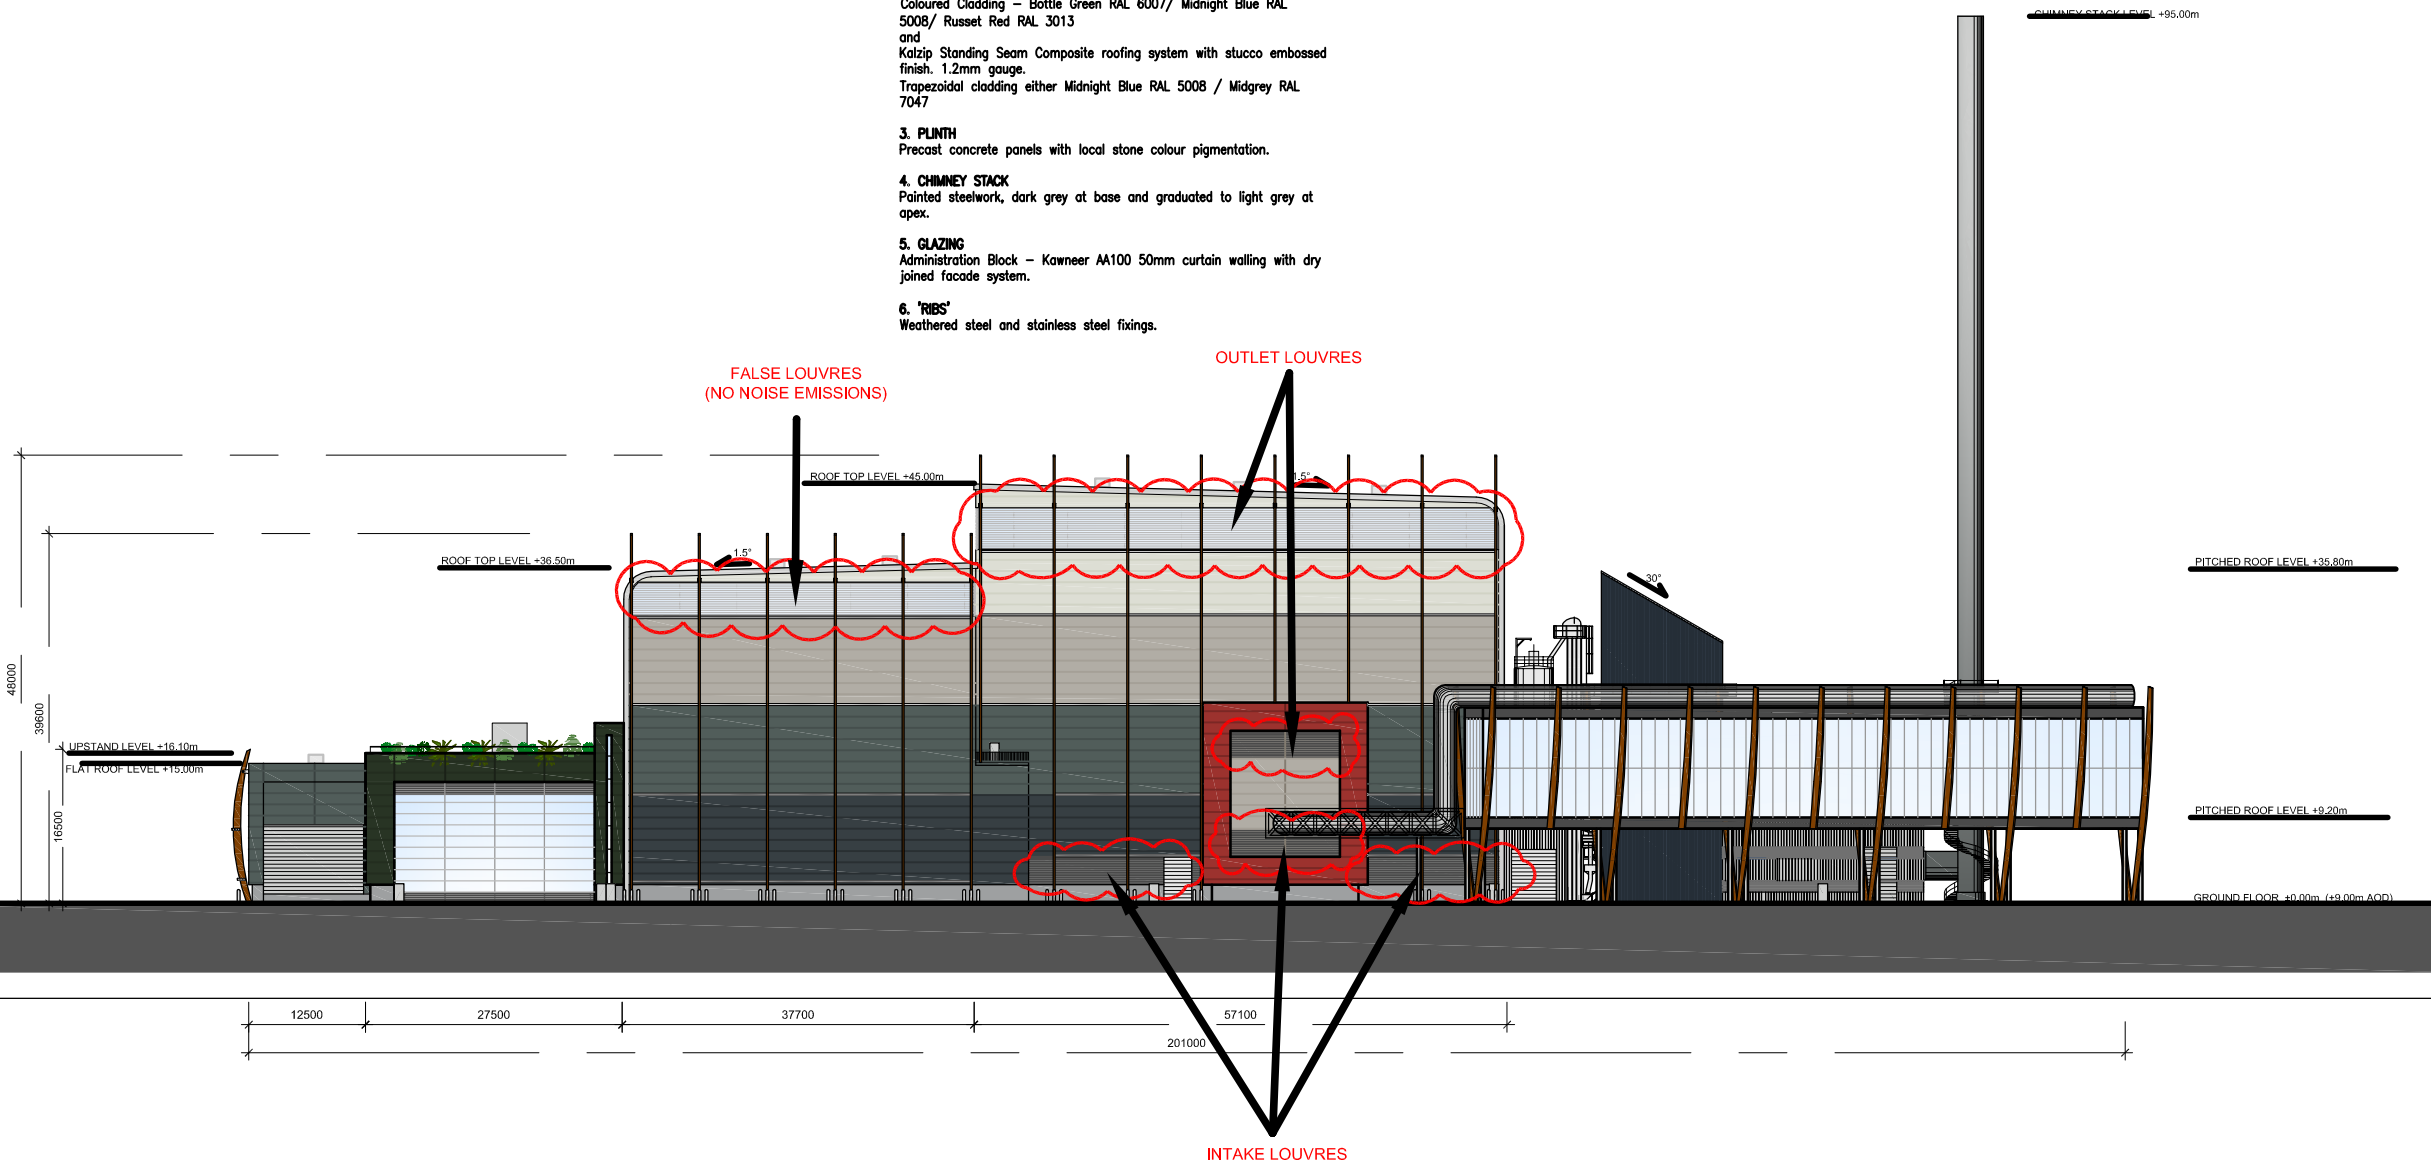 Coloured Cladding – Bottle Green RAL 6007/ Midnight Blue RAL
5008/ Russet Red RAL 3013
and
Kalzip Standing Seam Composite roofing system with stucco embossed
finish. 1.2mm gauge.
Trapezoidal cladding either Midnight Blue RAL 5008 / Midgrey RAL
7047
3. PLINTH
Precast concrete panels with local stone colour pigmentation.
4. CHIMNEY STACK
Painted steelwork, dark grey at base and graduated to light grey at
apex.
5. GLAZING
Administration Block – Kawneer AA100 50mm curtain walling with dry
joined facade system.
6. 'RIBS'
Weathered steel and stainless steel fixings.
CHIMNEY STACK LEVEL +95.00m
OUTLET LOUVRES
FALSE LOUVRES
(NO NOISE EMISSIONS)
ROOF TOP LEVEL +45.00m
1.5°
ROOF TOP LEVEL +36.50m
1.5°
PITCHED ROOF LEVEL +35.80m
30°
48000
39600
16500
UPSTAND LEVEL +16.10m
FLAT ROOF LEVEL +15.00m
PITCHED ROOF LEVEL +9.20m
GROUND FLOOR ±0.00m (+9.00m AOD)
12500
27500
37700
57100
201000
INTAKE LOUVRES